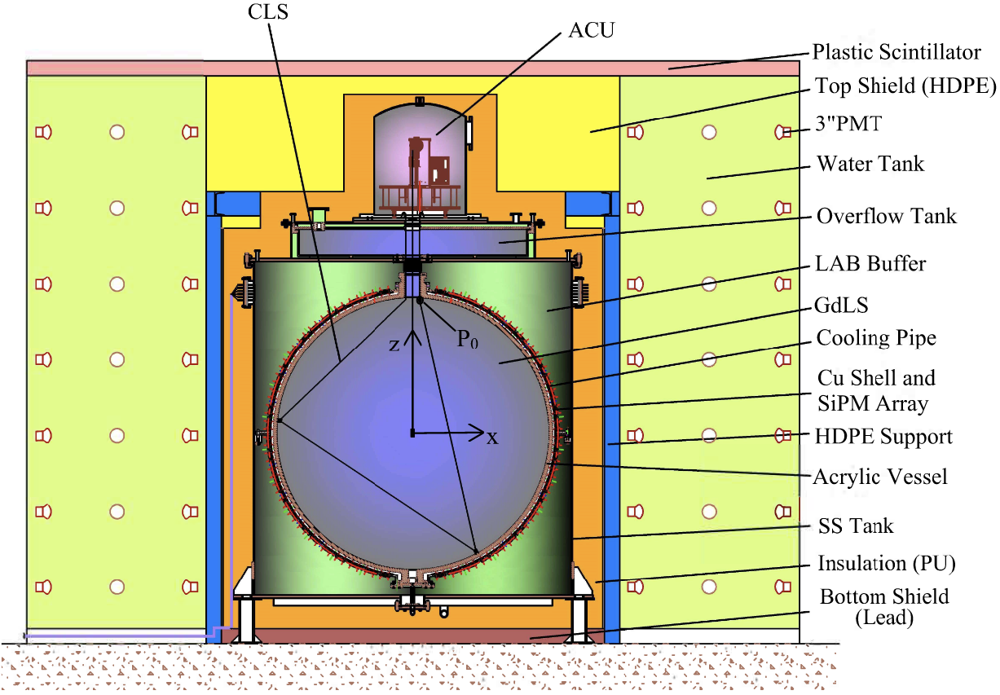 CLS
ACU
Plastic Scintillator
Top Shield (HDPE)
3"PMT
Water Tank
Overflow Tank
LAB Buffer
GdLS
Cooling Pipe
P0
z
Cu Shell and
SiPM Array
x
HDPE Support
Acrylic Vessel
SS Tank
Insulation (PU)
Bottom Shield
(Lead)